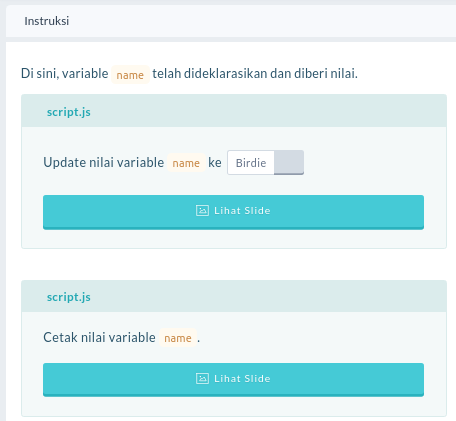 Instruksi
Di sini, variable name telah dideklarasikan dan diberi nilai.
script.js
Update nilai variable name ke Birdie
Lihat Slide
script.js
Cetak nilai variable name .
Lihat Slide